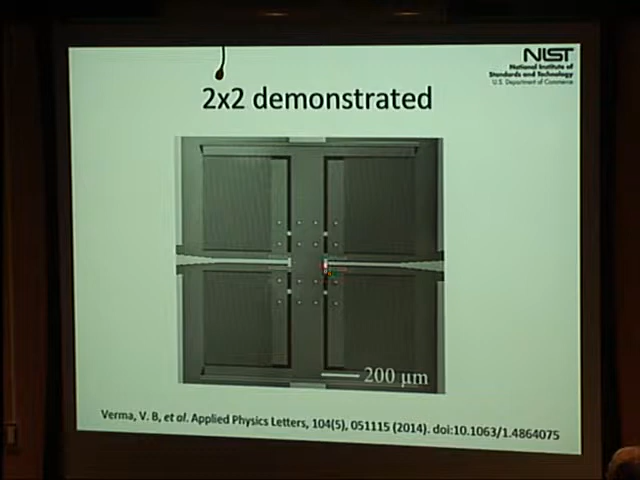 NIST
National Institute of
Standards and Technology
U.S. Department of Commerce
2x2 demonstrated
200 µm
Verma, V. B, et al. Applied Physics Letters, 104(5), 051115 (2014). doi:10.1063/1.4864075